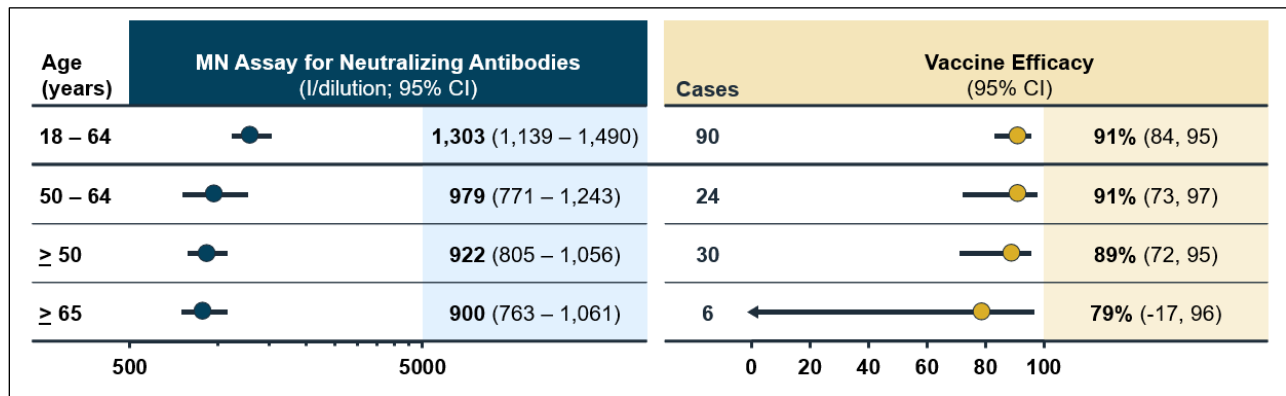 Age
(years)
MN Assay for Neutralizing Antibodies
(I/dilution; 95% CI)
Cases
Vaccine Efficacy
(95% CI)
18 – 64
1,303 (1,139 – 1,490)
90
91% (84, 95)
50 – 64
979 (771 – 1,243)
24
91% (73, 97)
≥ 50
922 (805 – 1,056)
30
89% (72, 95)
≥ 65
900 (763 – 1,061)
6
79% (-17, 96)
500
5000
0
20
40
60
80
100